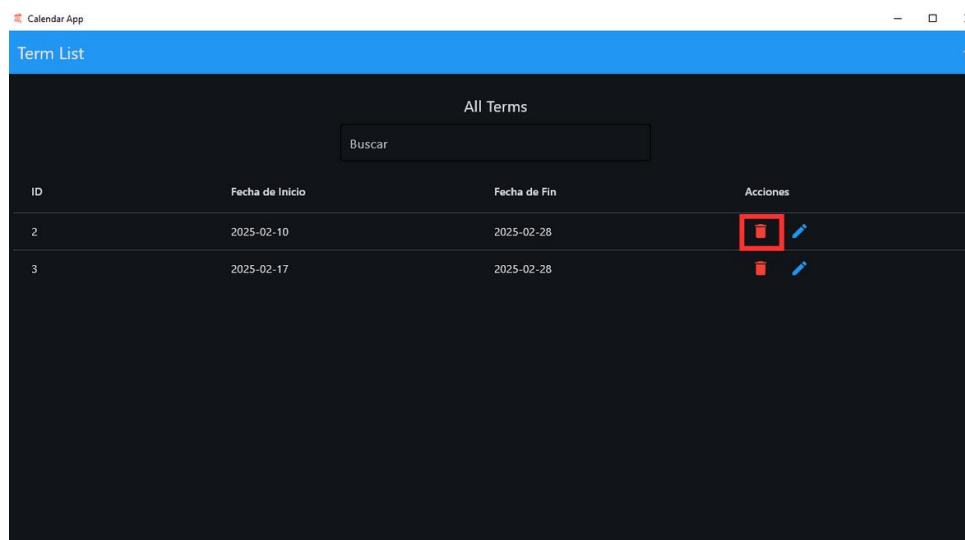 Calendar App
Term List
All Terms
Buscar
ID Fecha de Inicio Fecha de Fin Acciones
2 2025-02-10 2025-02-28
3 2025-02-17 2025-02-28